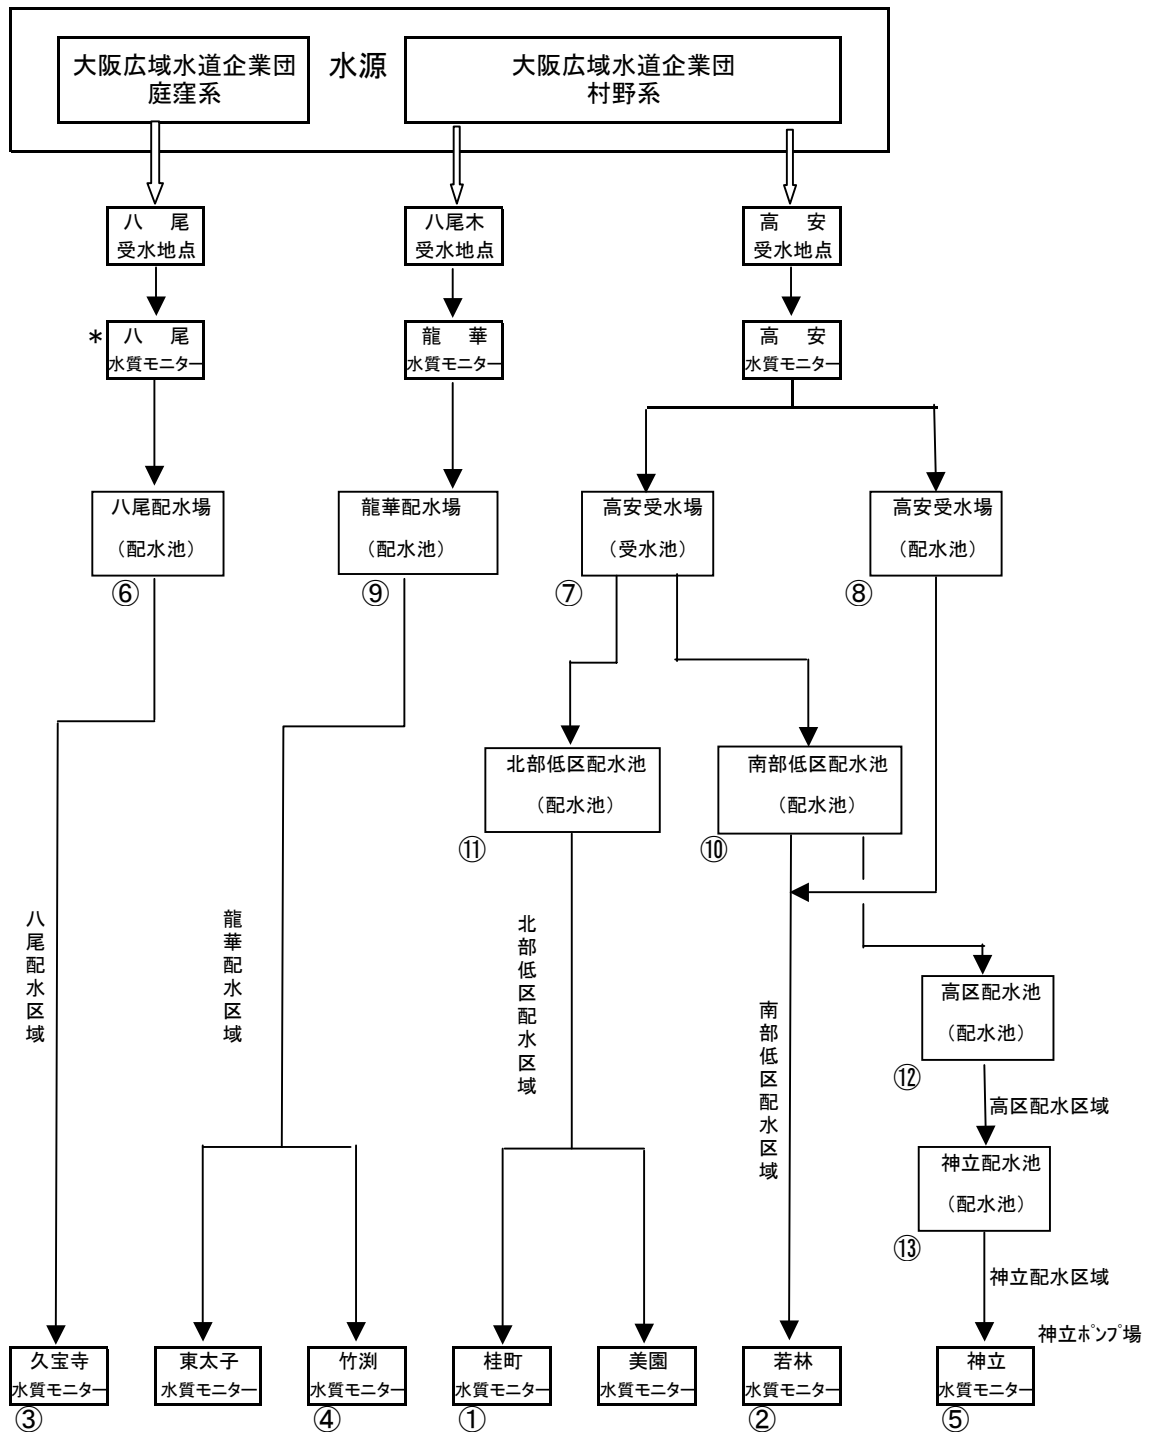 大阪広域水道企業団
庭窪系
水源
大阪広域水道企業団
村野系
八 尾
受水地点
八尾木
受水地点
高 安
受水地点
*
八 尾
水質モニター
龍 華
水質モニター
高 安
水質モニター
八尾配水場
(配水池)
⑥
龍華配水場
(配水池)
⑨
高安受水場
(受水池)
⑦
高安受水場
(配水池)
⑧
北部低区配水池
(配水池)
⑪
南部低区配水池
(配水池)
⑩
八尾配水区域
龍華配水区域
北部低区配水区域
南部低区配水区域
高区配水池
(配水池)
⑫
高区配水区域
神立配水池
(配水池)
⑬
神立配水区域
神立ポンプ場
久宝寺
水質モニター
③
東太子
水質モニター
竹渕
水質モニター
④
桂町
水質モニター
①
美園
水質モニター
若林
水質モニター
②
神立
水質モニター
⑤